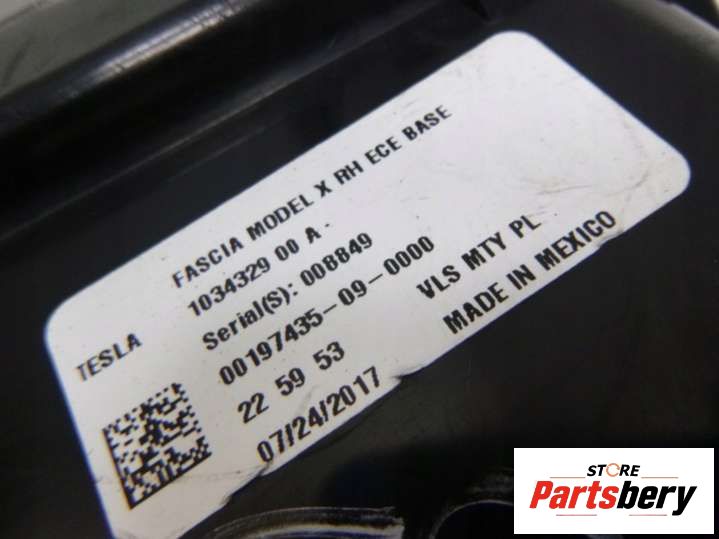 FASCIA MODEL X RH ECE BASE
1034329 00 A.
Serial(S): 008849
00197435-09-0000
22 59 53
07/24/2017
VLS MTY PL
MADE IN MEXICO
TESLA
STORE
Partsbery